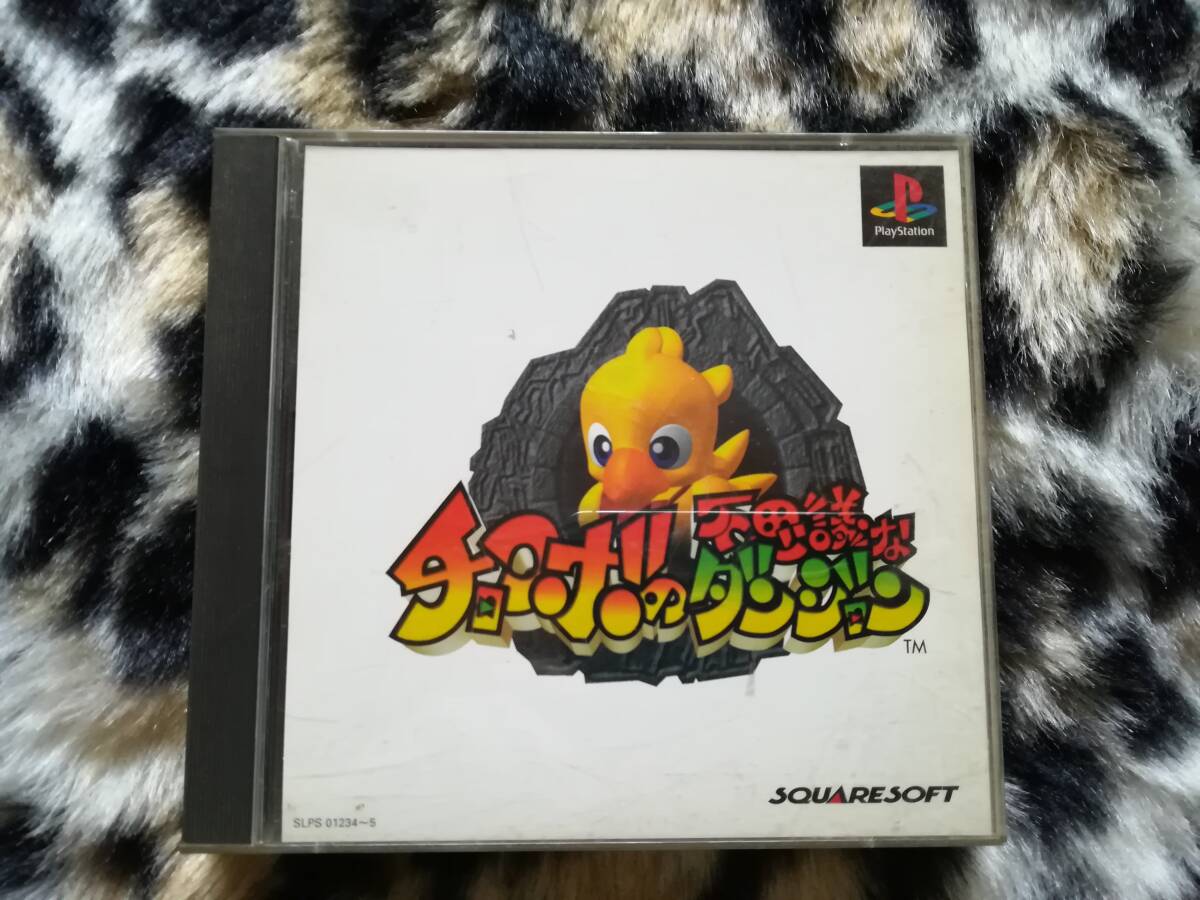 PlayStation
不思議な
チョコボの
ダンジョン
TM
SQUARESOFT
SLPS 01234～5